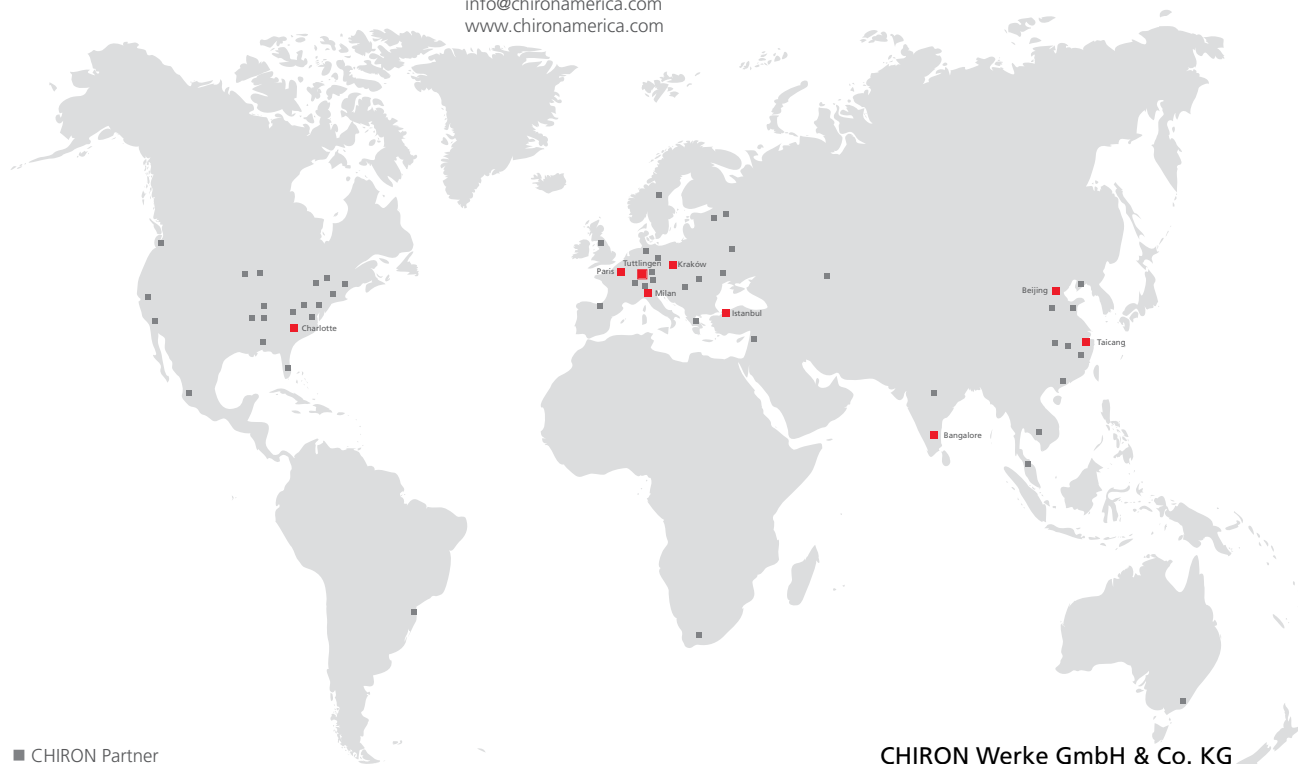 info@chironamerica.com
www.chironamerica.com
Tuttlingen
Kraków
Paris
Milan
Beijing
Istanbul
Charlotte
Taicang
Bangalore
CHIRON Partner
CHIRON Werke GmbH & Co. KG